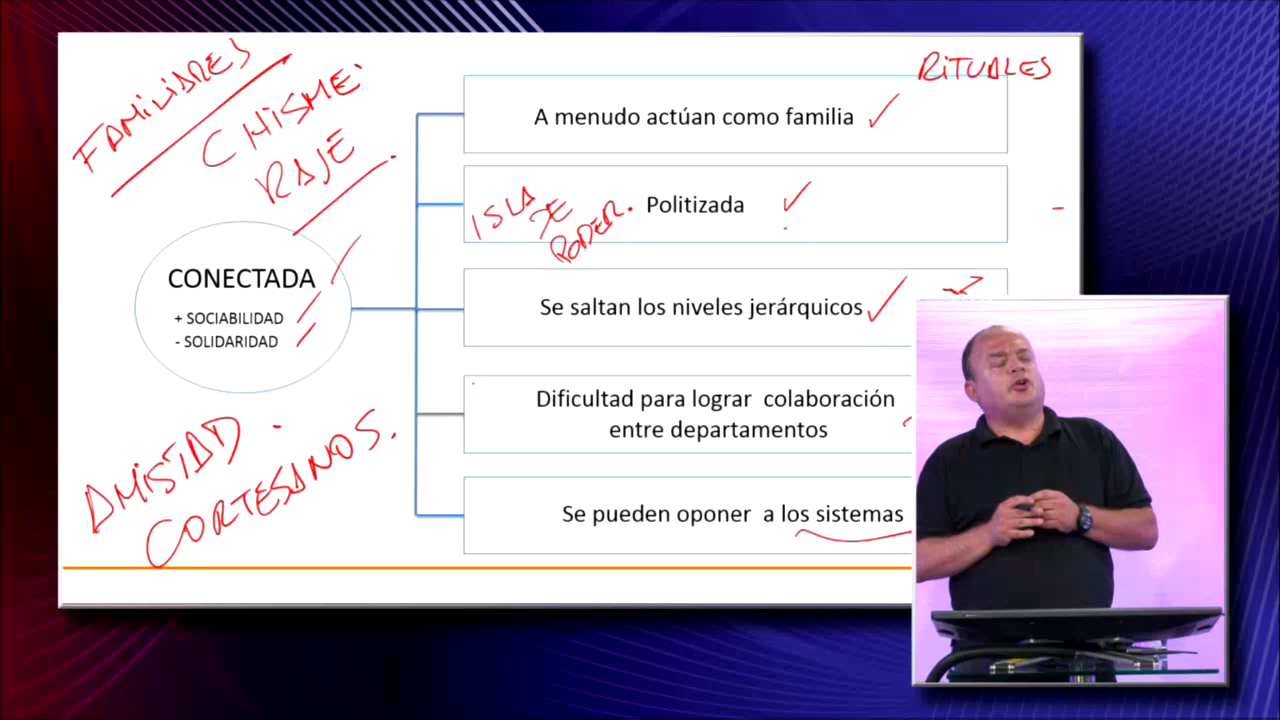 FAMILIARES
CHISME.
RAJE
RITUALES
A menudo actúan como familia
ISLA
DE
PODER.
Politizada
CONECTADA
+ SOCIABILIDAD
- SOLIDARIDAD
Se saltan los niveles jerárquicos
Dificultad para lograr colaboración
entre departamentos
Se pueden oponer a los sistemas
AMISTAD.
CORTESANOS.